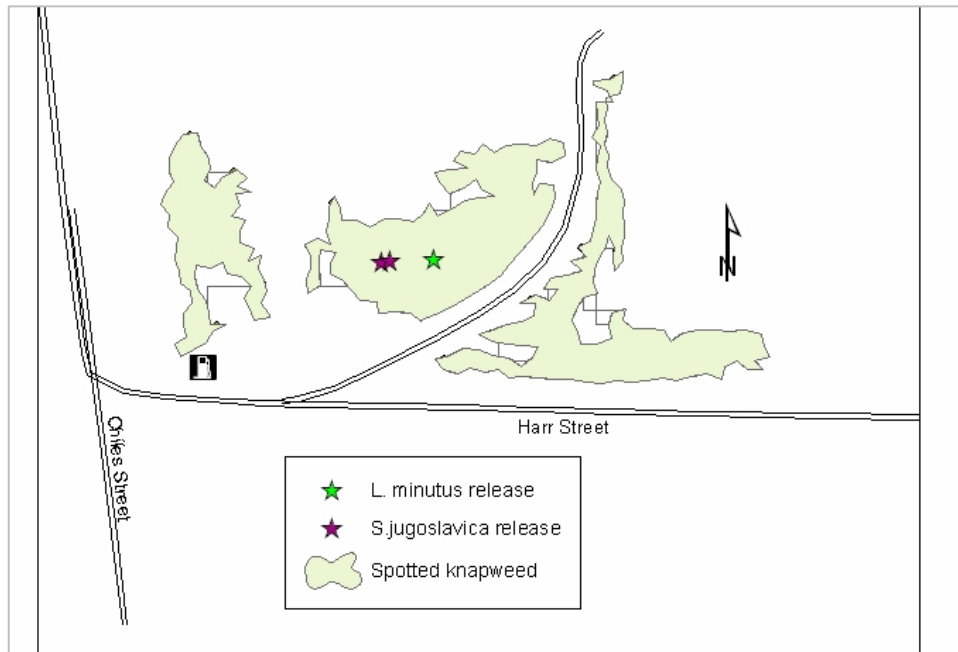 N
Harr Street
Chiles Street
L. minutus release
S.jugoslavica release
Spotted knapweed